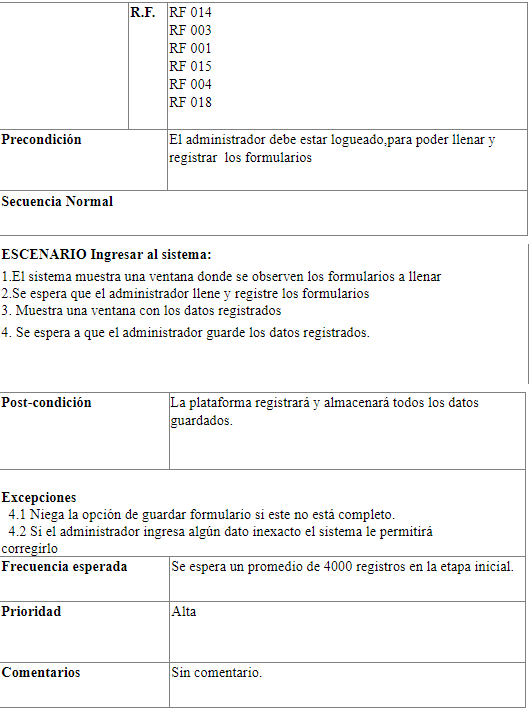 R.F. RF 014
RF 003
RF 001
RF 015
RF 004
RF 018
Precondición El administrador debe estar logueado,para poder llenar y
registrar los formularios
Secuencia Normal
ESCENARIO Ingresar al sistema:
1.El sistema muestra una ventana donde se observen los formularios a llenar
2.Se espera que el administrador llene y registre los formularios
3. Muestra una ventana con los datos registrados
4. Se espera a que el administrador guarde los datos registrados.
Post-condición La plataforma registrará y almacenará todos los datos
guardados.
Excepciones
4.1 Niega la opción de guardar formulario si este no está completo.
4.2 Si el administrador ingresa algún dato inexacto el sistema le permitirá
corregirlo
Frecuencia esperada Se espera un promedio de 4000 registros en la etapa inicial.
Prioridad Alta
Comentarios Sin comentario.